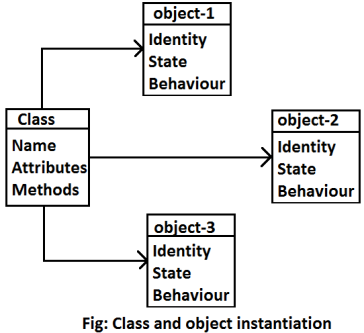 object-1
Identity
State
Behaviour
Class
Name
Attributes
Methods
object-2
Identity
State
Behaviour
object-3
Identity
State
Behaviour
Fig: Class and object instantiation